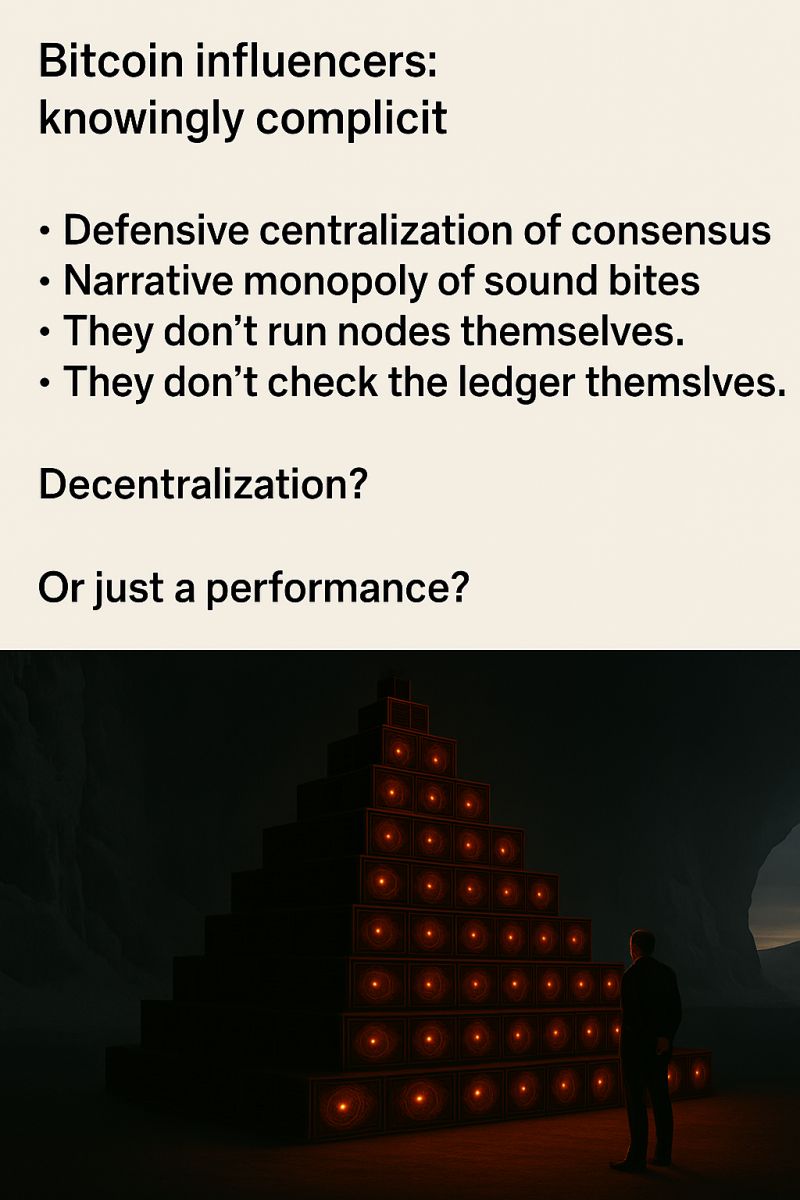 Bitcoin influencers:
knowingly complicit
• Defensive centralization of consensus
• Narrative monopoly of sound bites
• They don’t run nodes themselves.
• They don’t check the ledger themslves.
Decentralization?
Or just a performance?